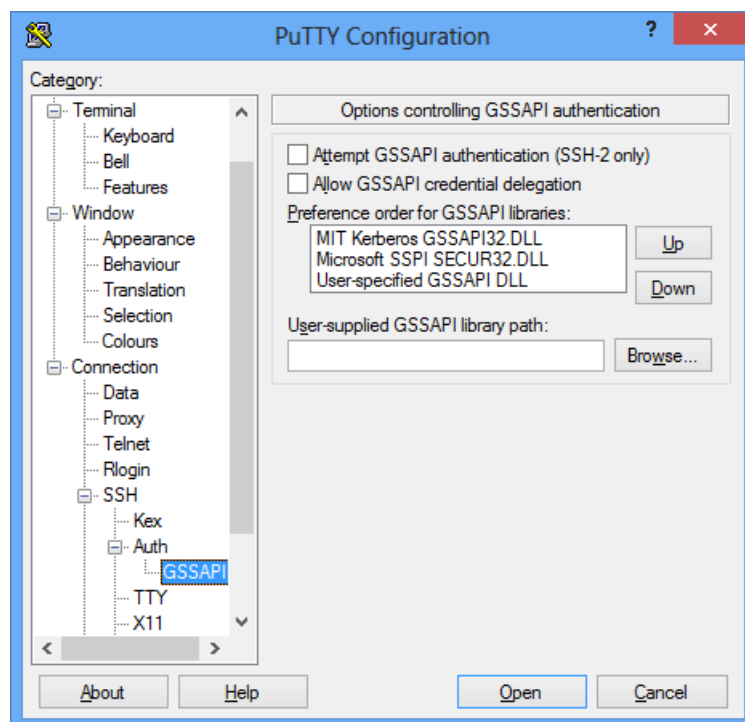 PuTTY Configuration
?
Category:
Terminal
Keyboard
Bell
Features
Window
Appearance
Behaviour
Translation
Selection
Colours
Connection
Data
Proxy
Telnet
Rlogin
SSH
Kex
Auth
GSSAPI
TTY
X11
Options controlling GSSAPI authentication
Attempt GSSAPI authentication (SSH-2 only)
Allow GSSAPI credential delegation
Preference order for GSSAPI libraries:
MIT Kerberos GSSAPI32.DLL
Microsoft SSPI SECUR32.DLL
User-specified GSSAPI DLL
Up
Down
User-supplied GSSAPI library path:
Browse...
About
Help
Open
Cancel